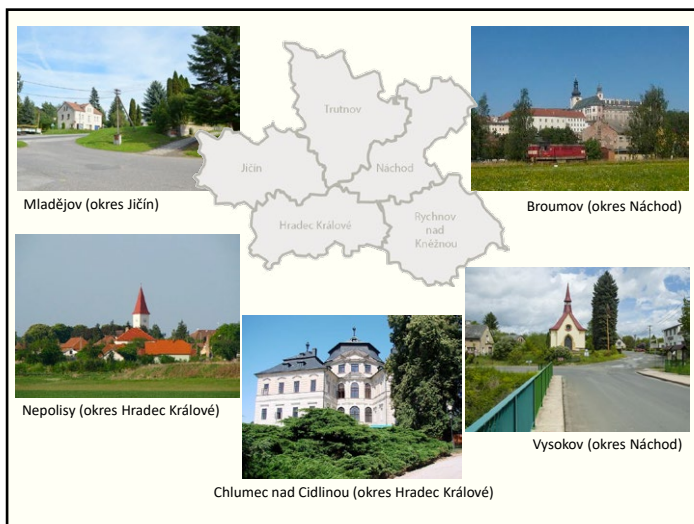 Trutnov
Jičín
Náchod
Hradec Králové
Rychnov
nad
Kněžnou
Mladějov (okres Jičín)
Broumov (okres Náchod)
Nepolisy (okres Hradec Králové)
Vysokov (okres Náchod)
Chlumec nad Cidlinou (okres Hradec Králové)